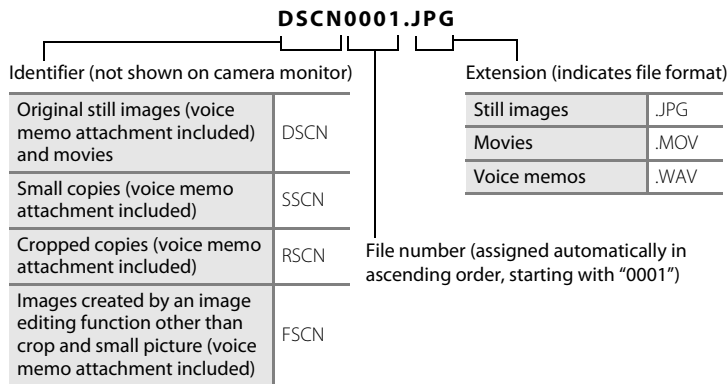 DSCN0001.JPG
Identifier (not shown on camera monitor)
Original still images (voice
memo attachment included)
and movies
DSCN
Small copies (voice memo
attachment included)
SSCN
Cropped copies (voice memo
attachment included)
RSCN
Images created by an image
editing function other than
crop and small picture (voice
memo attachment included)
FSCN
Extension (indicates file format)
Still images .JPG
Movies .MOV
Voice memos .WAV
File number (assigned automatically in
ascending order, starting with “0001”)